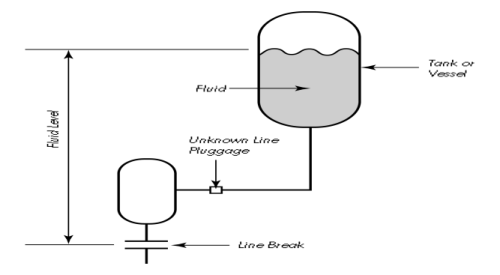 Tank or
Vessel
Fluid
Fluid Level
Unknown Line
Pluggage
Line Break